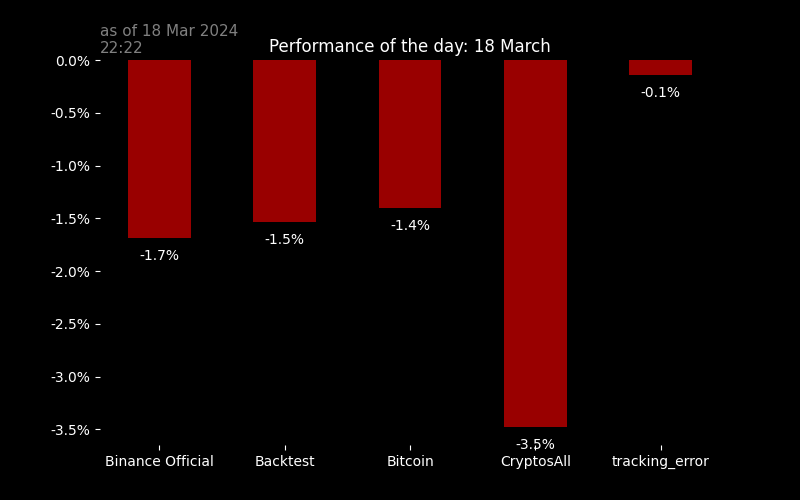 as of 18 Mar 2024
22:22
Performance of the day: 18 March
0.0%
-0.5%
-1.0%
-1.5%
-2.0%
-2.5%
-3.0%
-3.5%
-1.7%
-1.5%
-1.4%
-3.5%
-0.1%
Binance Official
Backtest
Bitcoin
CryptosAll
tracking_error